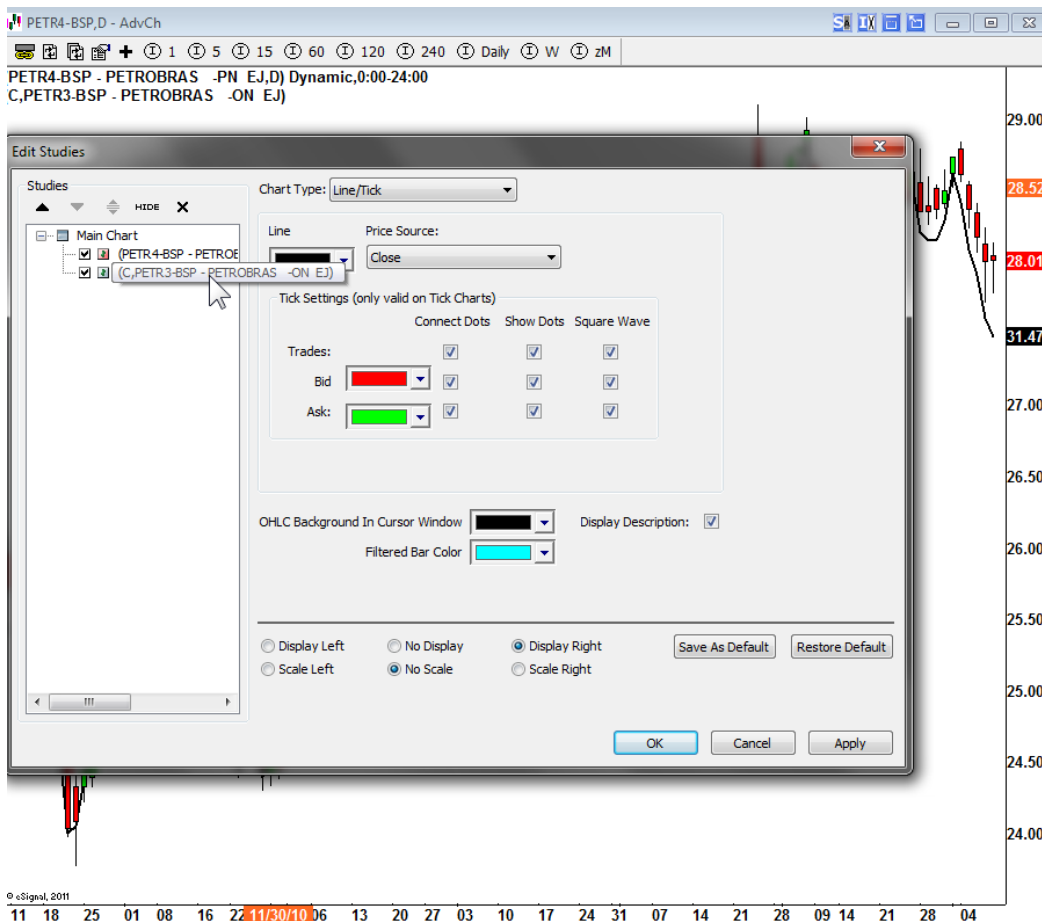 PETR4-BSP,D - AdvCh
1 5 15 60 120 240 Daily W zM
(PETR4-BSP - PETROBRAS -PN EJ,D) Dynamic,0:00-24:00
(C,PETR3-BSP - PETROBRAS -ON EJ)
29.00
Edit Studies
Studies
HIDE
Chart Type: Line/Tick
28.52
Main Chart
Line Price Source:
(PETR4-BSP - PETROE
Close
28.01
(C,PETR3-BSP - PETROBRAS -ON EJ)
Tick Settings (only valid on Tick Charts)
Connect Dots Show Dots Square Wave
31.47
Trades:
Bid
27.00
Ask:
26.50
OHLC Background In Cursor Window Display Description:
26.00
Filtered Bar Color
25.50
Display Left No Display Display Right Save As Default Restore Default
Scale Left No Scale Scale Right
25.00
OK Cancel Apply
24.50
24.00
© eSignal, 2011
11 18 25 01 08 16 22 11/30/10 06 13 20 27 03 10 17 24 31 07 14 21 28 09 14 21 28 04